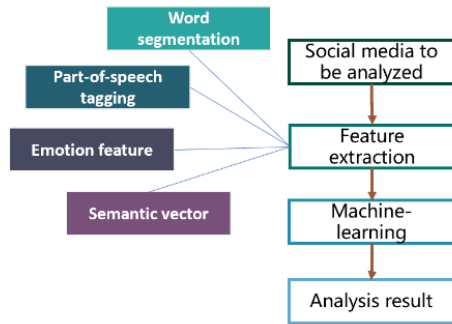 Word
segmentation
Part-of-speech
tagging
Emotion feature
Semantic vector
Social media to
be analyzed
Feature
extraction
Machine-
learning
Analysis result